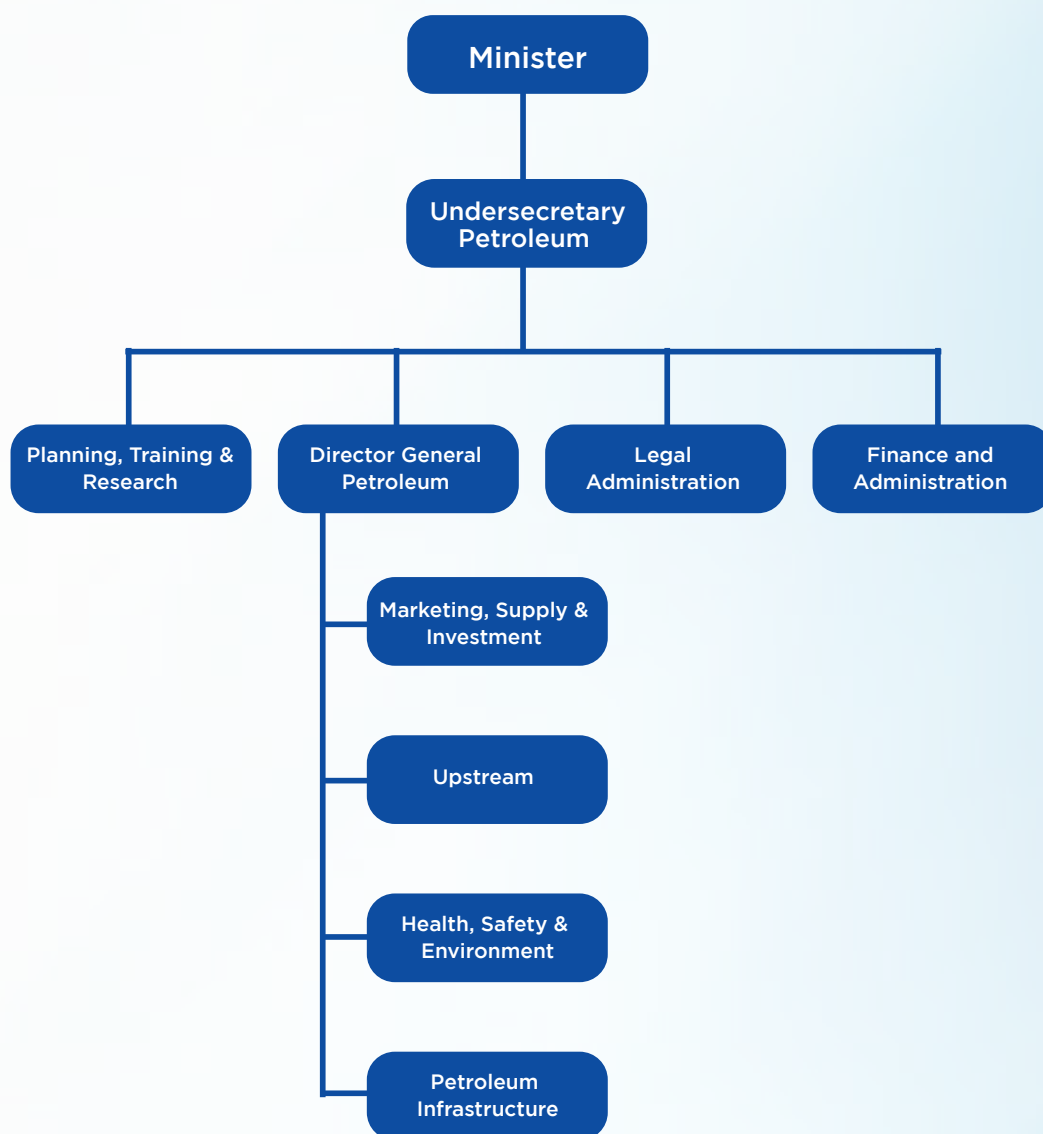 Minister
Undersecretary
Petroleum
Planning, Training &
Research
Director General
Petroleum
Legal
Administration
Finance and
Administration
Marketing, Supply &
Investment
Upstream
Health, Safety &
Environment
Petroleum
Infrastructure